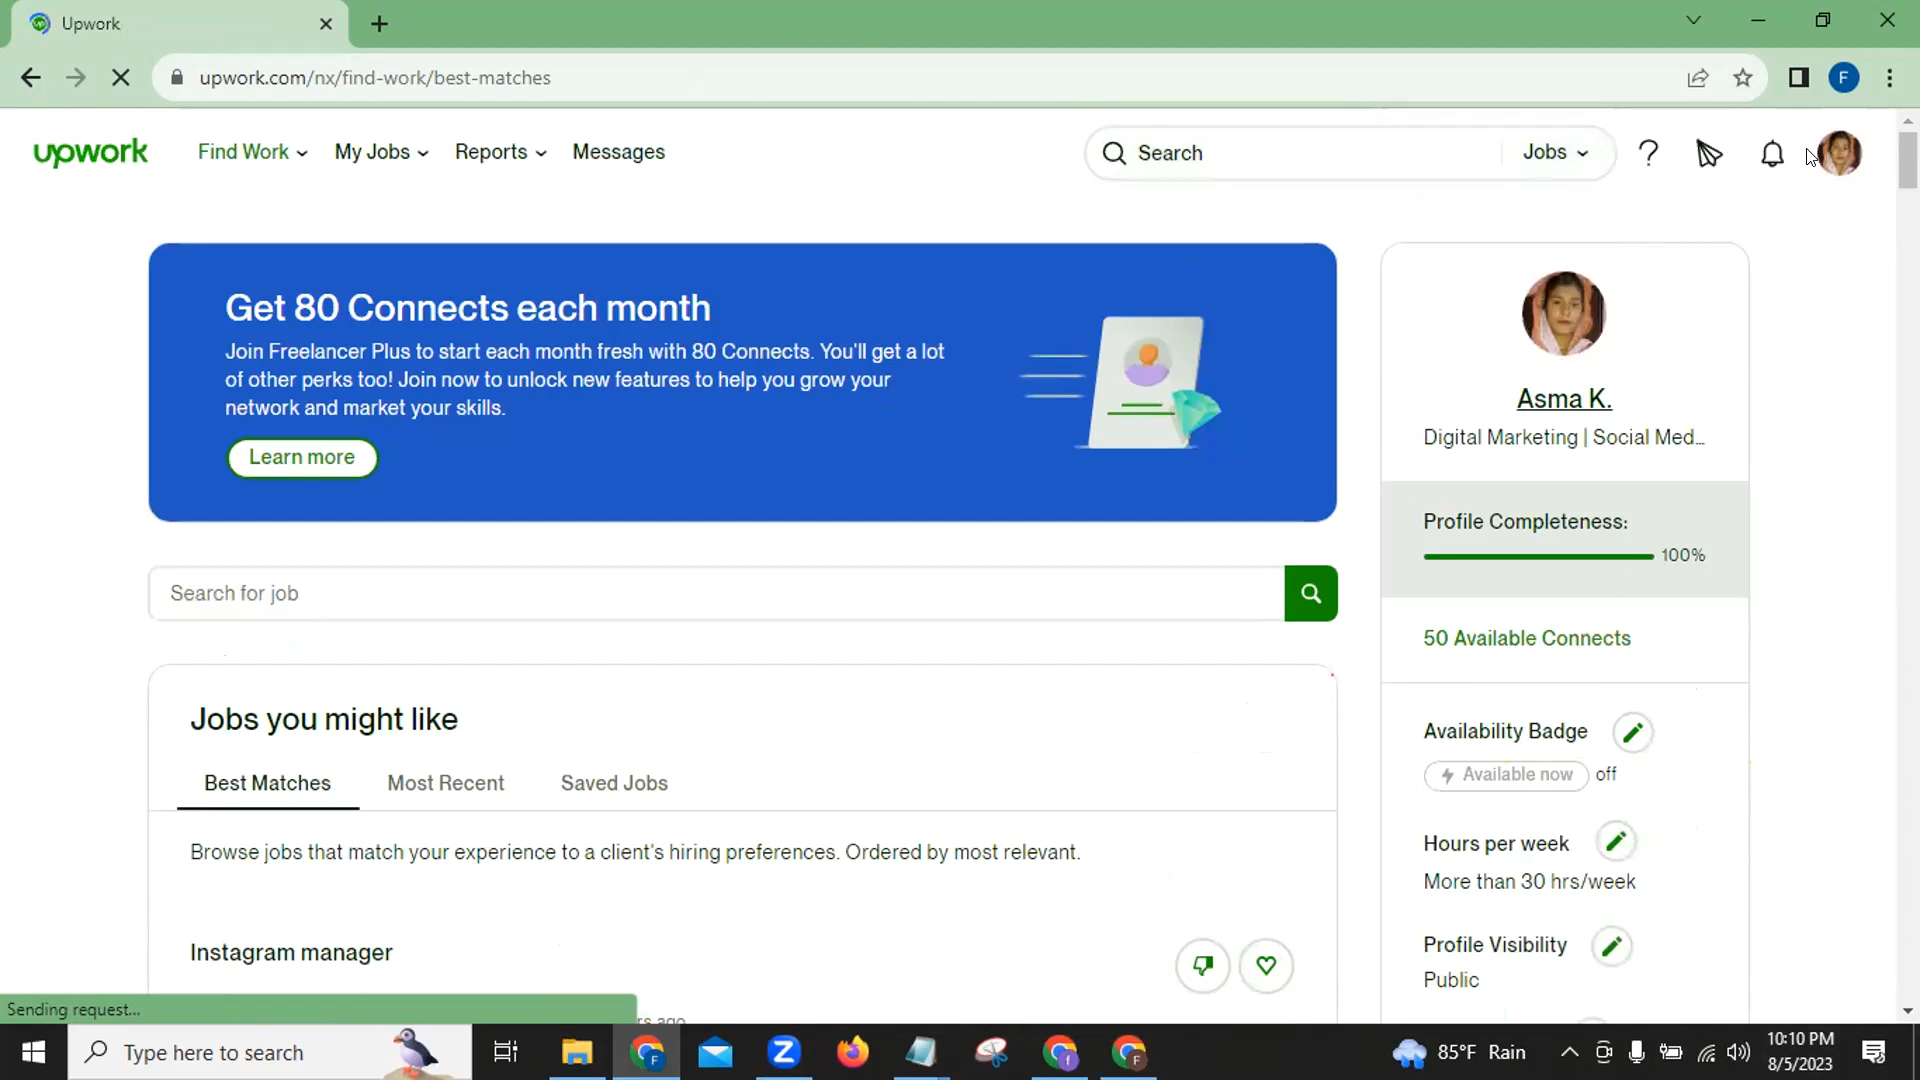 Upwork
upwork.com/nx/find-work/best-matches
F
upwork
Find Work
My Jobs
Reports
Messages
Search
Jobs
Get 80 Connects each month
Join Freelancer Plus to start each month fresh with 80 Connects. You'll get a lot
of other perks too! Join now to unlock new features to help you grow your
network and market your skills.
Learn more
Asma K.
Digital Marketing | Social Med...
Profile Completeness:
100%
Search for job
50 Available Connects
Jobs you might like
Availability Badge
Available now off
Best Matches
Most Recent
Saved Jobs
Browse jobs that match your experience to a client's hiring preferences. Ordered by most relevant.
Hours per week
More than 30 hrs/week
Instagram manager
Profile Visibility
Public
Sending request...
ago
Type here to search
85°F Rain
10:10 PM
8/5/2023